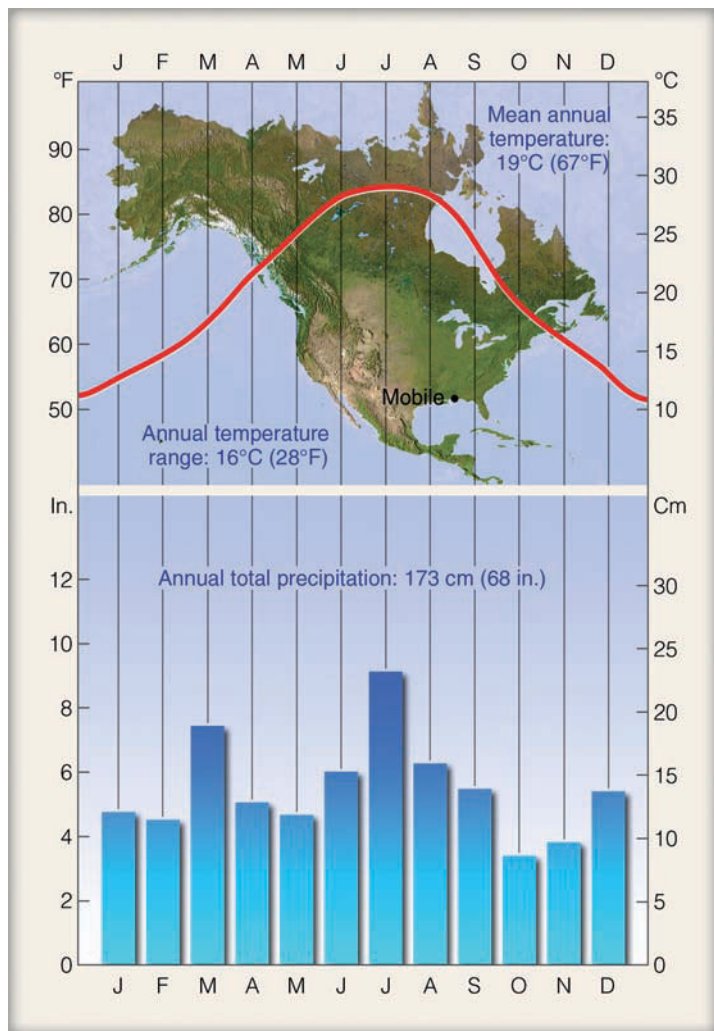 J F M A M J J A S O N D
°F °C
Mean annual
temperature:
19°C (67°F)
35
90
30
80
25
70
20
60
15
Mobile
50 10
Annual temperature
range: 16°C (28°F)
In. Cm
Annual total precipitation: 173 cm (68 in.)
12
30
10
25
8
20
6
15
4
10
2
5
0 0
J F M A M J J A S O N D